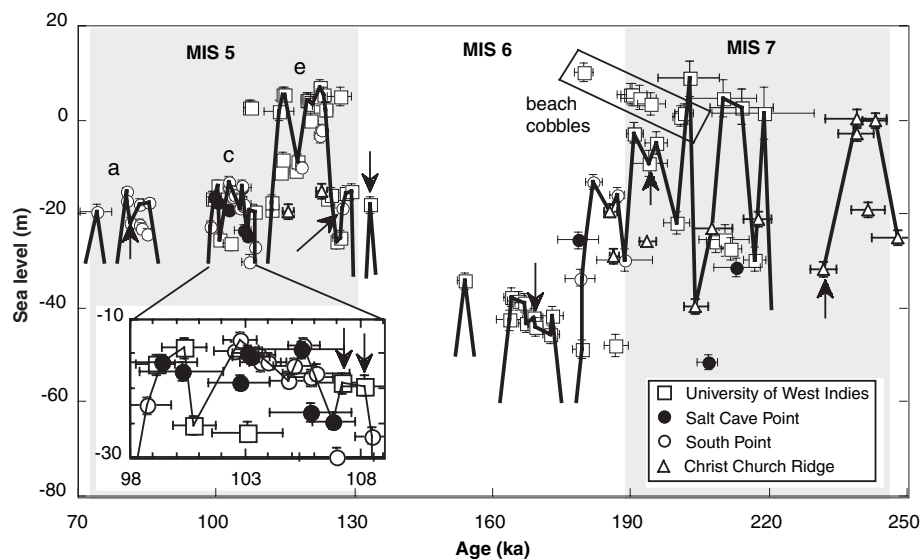 20
0
-20
-40
-60
-80
Sea level (m)
MIS 5
MIS 6
MIS 7
a
c
e
beach
cobbles
-10
-30
98
103
108
University of West Indies
Salt Cave Point
South Point
Christ Church Ridge
70
100
130
160
190
220
250
Age (ka)